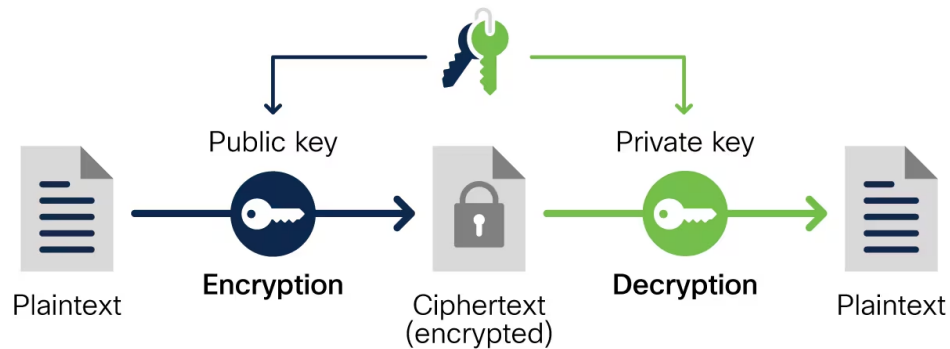 Public key
Private key
Encryption
Decryption
Plaintext
Ciphertext
(encrypted)
Plaintext